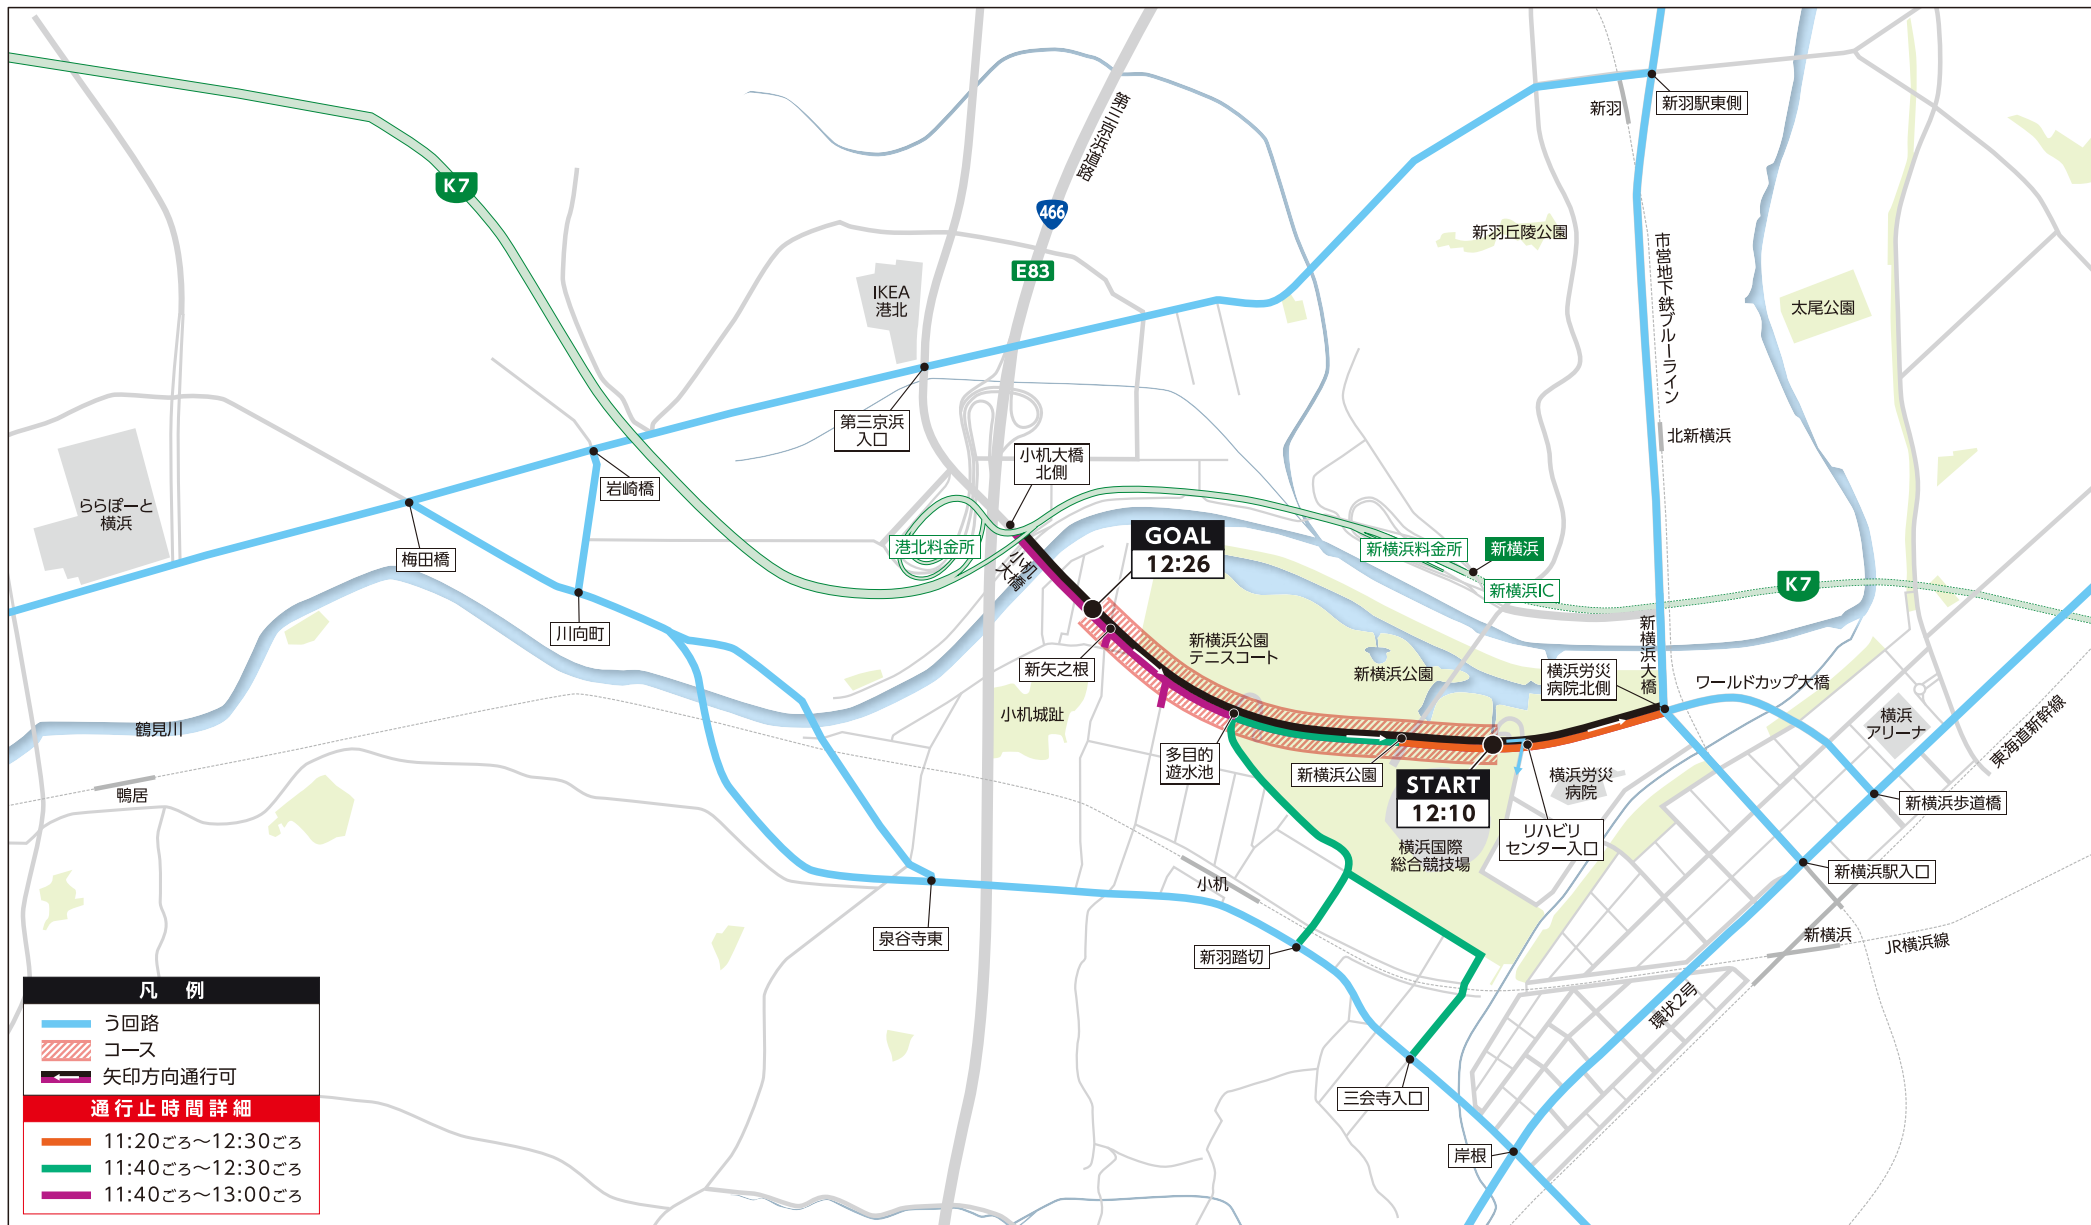 K7
第三京浜道路
466
E83
IKEA
港北
新羽
新羽駅東側
新羽丘陵公園
市営地下鉄ブルーライン
太尾公園
北新横浜
第三京浜
入口
小机大橋
北側
岩崎橋
ららぽーと
横浜
梅田橋
港北料金所
小机
大橋
GOAL
12:26
新横浜料金所
新横浜
新横浜IC
K7
川向町
新矢之根
新横浜公園
テニスコート
新横浜公園
横浜労災
病院北側
新横浜大橋
ワールドカップ大橋
鶴見川
小机城址
横浜
アリーナ
東海道新幹線
多目的
遊水池
新横浜公園
START
12:10
横浜労災
病院
鴨居
新横浜歩道橋
リハビリ
センター入口
横浜国際
総合競技場
小机
新横浜駅入口
泉谷寺東
新羽踏切
新横浜
JR横浜線
環状2号
三会寺入口
岸根
凡 例
う回路
コース
矢印方向通行可
通行止時間詳細
11:20ごろ～12:30ごろ
11:40ごろ～12:30ごろ
11:40ごろ～13:00ごろ